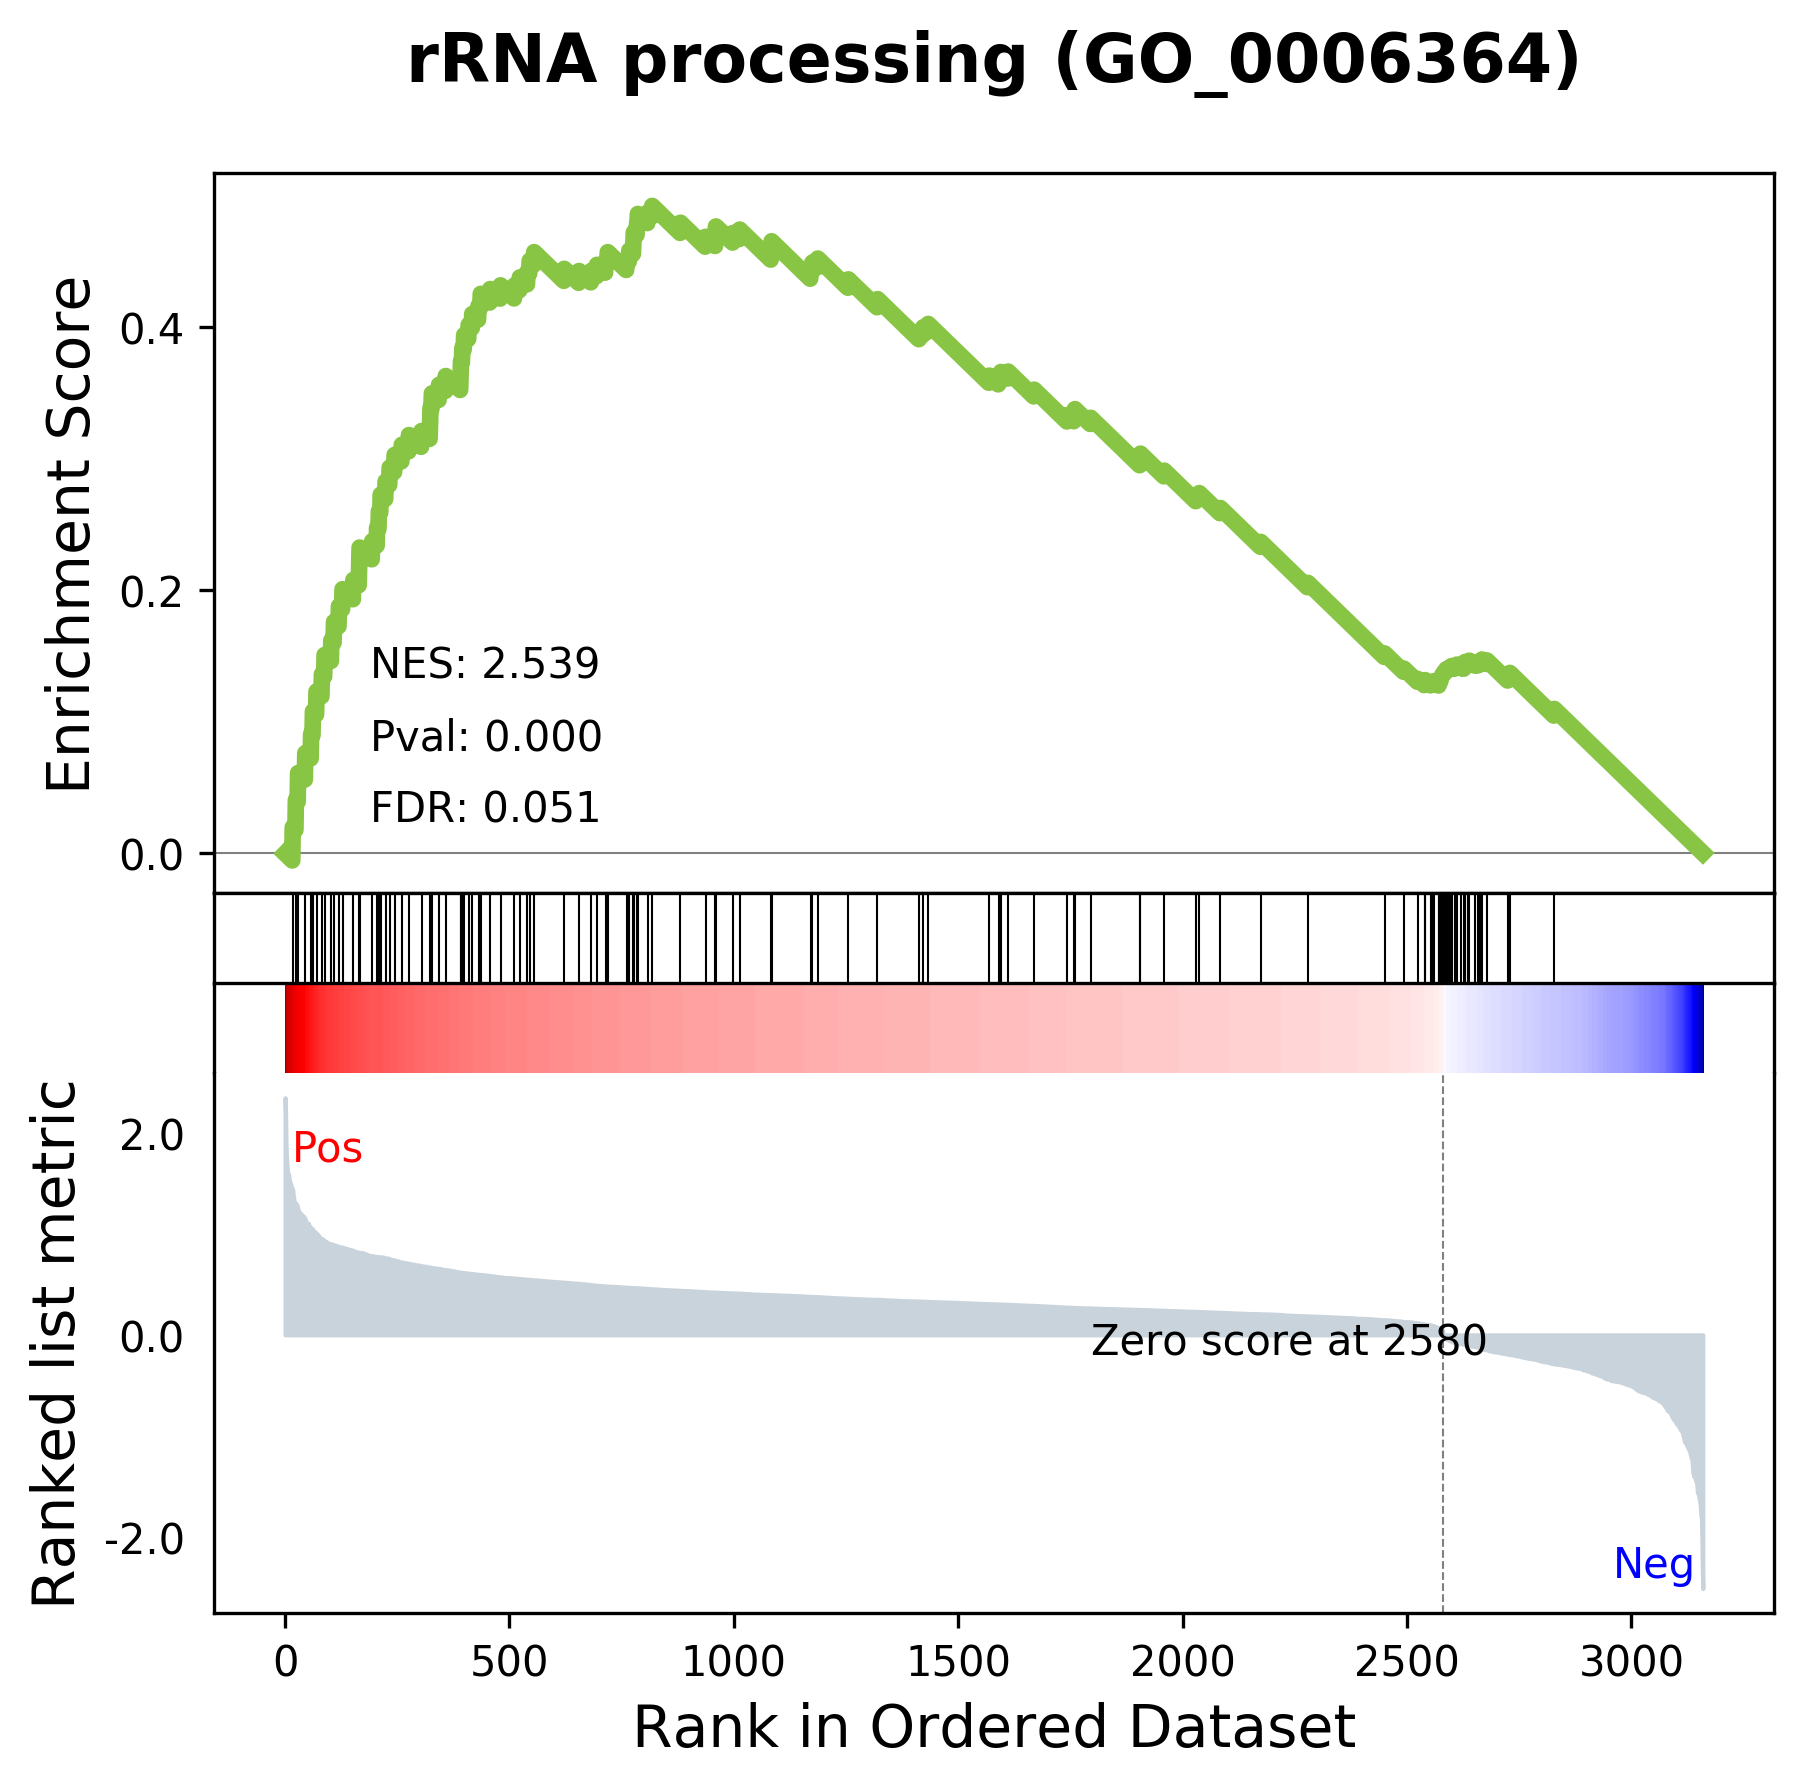 rRNA processing (GO_0006364)
Enrichment Score
0.4
0.2
0.0
NES: 2.539
Pval: 0.000
FDR: 0.051
Ranked list metric
2.0
0.0
-2.0
Pos
Zero score at 2580
Neg
0 500 1000 1500 2000 2500 3000
Rank in Ordered Dataset